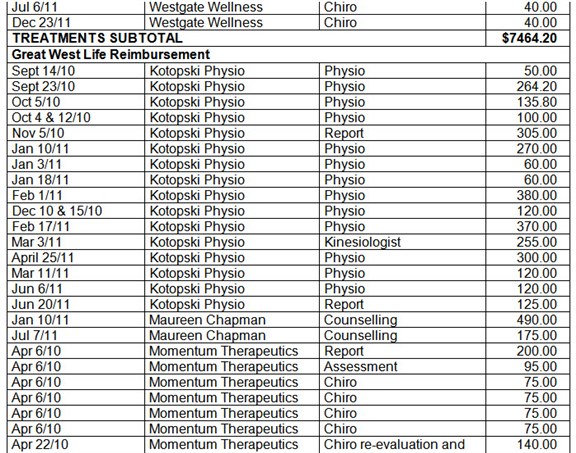 Jul 6/11 Westgate Wellness Chiro 40.00
Dec 23/11 Westgate Wellness Chiro 40.00
TREATMENTS SUBTOTAL $7464.20
Great West Life Reimbursement
Sept 14/10 Kotopski Physio Physio 50.00
Sept 23/10 Kotopski Physio Physio 264.20
Oct 5/10 Kotopski Physio Physio 135.80
Oct 4 & 12/10 Kotopski Physio Physio 100.00
Nov 5/10 Kotopski Physio Report 305.00
Jan 10/11 Kotopski Physio Physio 270.00
Jan 3/11 Kotopski Physio Physio 60.00
Jan 18/11 Kotopski Physio Physio 60.00
Feb 1/11 Kotopski Physio Physio 380.00
Dec 10 & 15/10 Kotopski Physio Physio 120.00
Feb 17/11 Kotopski Physio Physio 370.00
Mar 3/11 Kotopski Physio Kinesiologist 255.00
April 25/11 Kotopski Physio Physio 300.00
Mar 11/11 Kotopski Physio Physio 120.00
Jun 6/11 Kotopski Physio Physio 120.00
Jun 20/11 Kotopski Physio Report 125.00
Jan 10/11 Maureen Chapman Counselling 490.00
Jul 7/11 Maureen Chapman Counselling 175.00
Apr 6/10 Momentum Therapeutics Report 200.00
Apr 6/10 Momentum Therapeutics Assessment 95.00
Apr 6/10 Momentum Therapeutics Chiro 75.00
Apr 6/10 Momentum Therapeutics Chiro 75.00
Apr 6/10 Momentum Therapeutics Chiro 75.00
Apr 6/10 Momentum Therapeutics Chiro 75.00
Apr 22/10 Momentum Therapeutics Chiro re-evaluation and 140.00